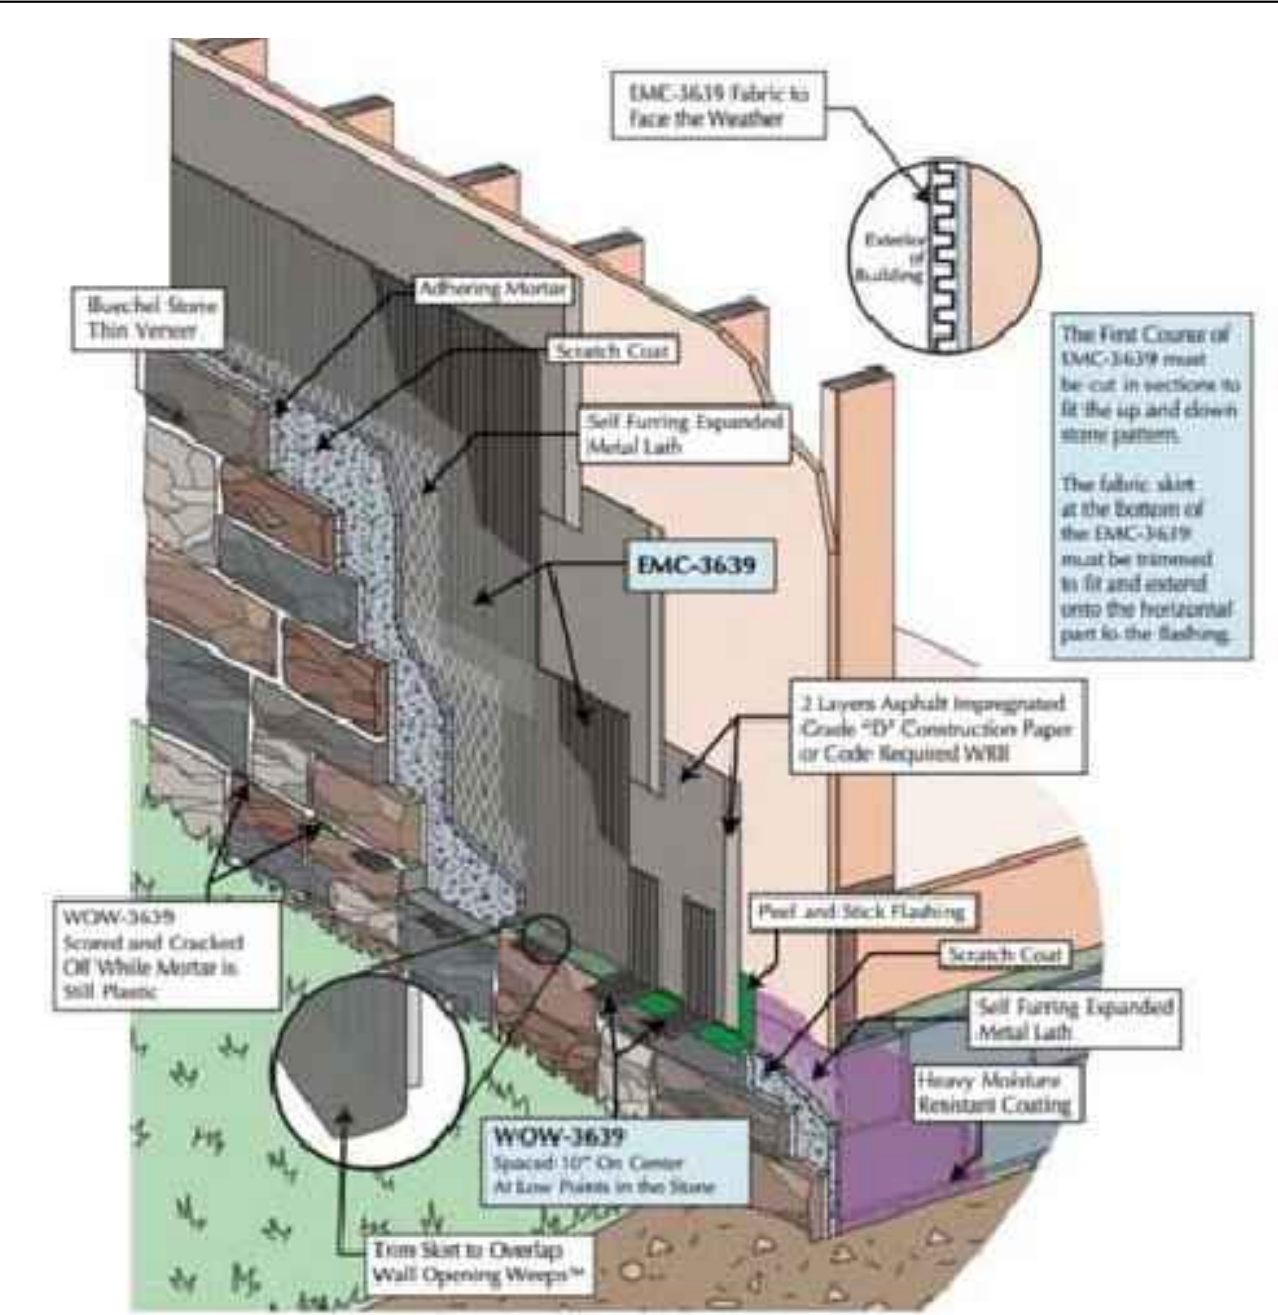 EMC-3639 Fabric to
Face the Weather
Exterior
of
Building
Buechel Stone
Thin Veneer
Adhering Mortar
Scratch Coat
Self Furring Expanded
Metal Lath
EMC-3639
The First Course of
EMC-3639 must
be cut in sections to
fit the up and down
stone pattern.
The fabric skirt
at the bottom of
the EMC-3639
must be trimmed
to fit and extend
onto the horizontal
part fo the flashing.
2 Layers Asphalt Impregnated
Grade "D" Construction Paper
or Code Required WRB
Peel and Stick Flashing
Scratch Coat
Self Furring Expanded
Metal Lath
Heavy Moisture
Resistant Coating
WOW-3639
Scored and Cracked
Off While Mortar is
Still Plastic
WOW-3639
Spaced 10" On Center
At Low Points in the Stone
Trim Skirt to Overlap
Wall Opening Weeps™